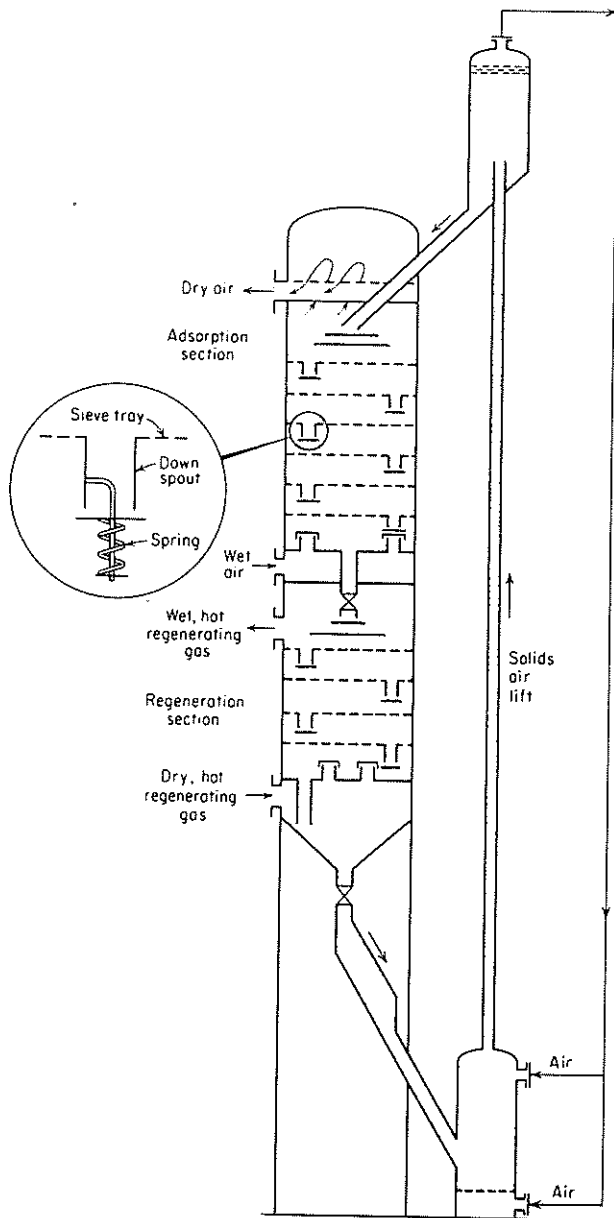 Dry air
Adsorption
section
Sieve tray
Down
spout
Spring
Wet
air
Wet, hot
regenerating
gas
Solids
air
lift
Regeneration
section
Dry, hot
regenerating
gas
Air
Air